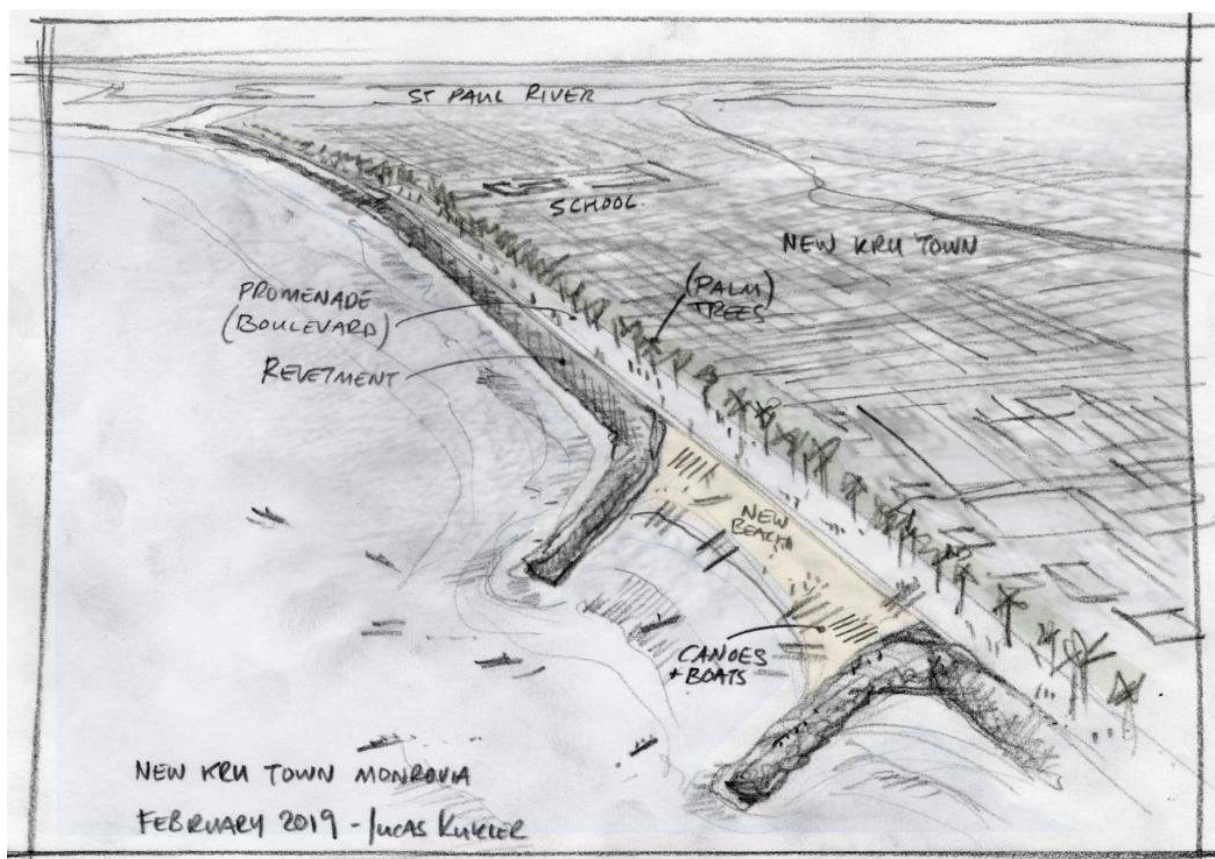 ST PAUL RIVER
SCHOOL
NEW KRU TOWN
PROMENADE
(BOULEVARD)
(PALM)
TREES
REVETMENT
NEW
BEACH
CANOES
+ BOATS
NEW KRU TOWN MONROVIA
FEBRUARY 2019 - LUCAS